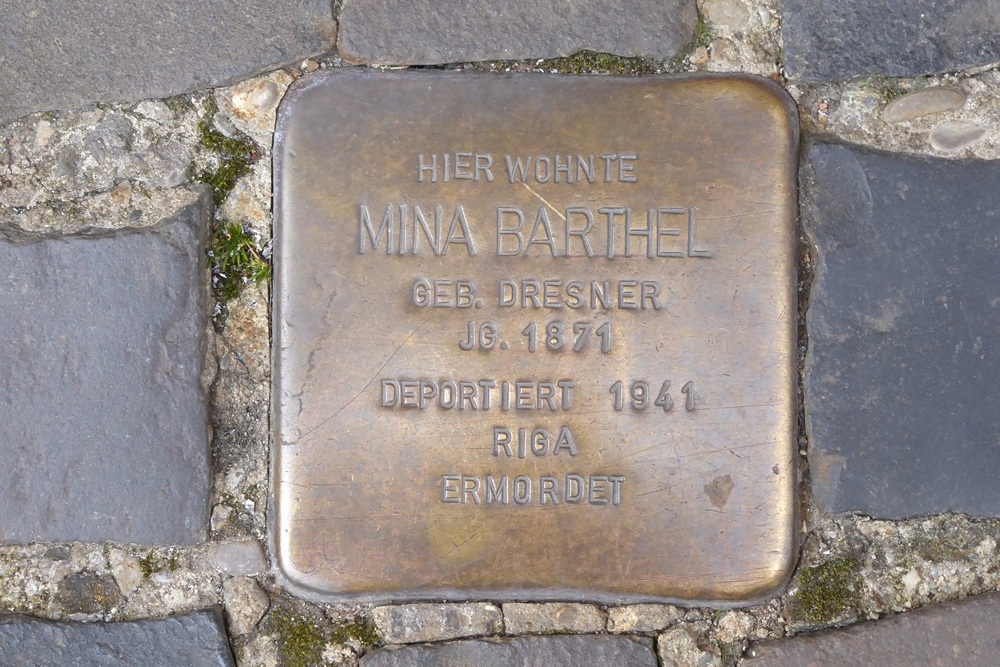 HIER WOHNTE
MINA BARTHEL
GEB. DRESNER
JG. 1871
DEPORTIERT 1941
RIGA
ERMORDET